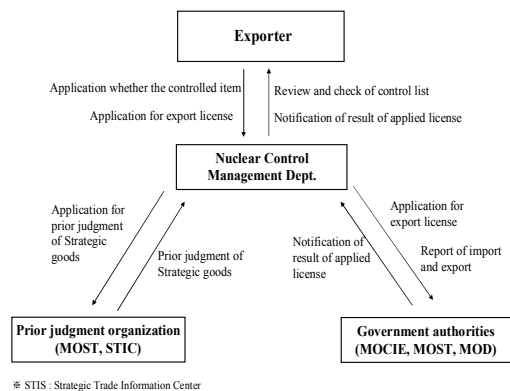 Exporter
Application whether the controlled item
Application for export license
Review and check of control list
Notification of result of applied license
Nuclear Control
Management Dept.
Application for
prior judgment
of Strategic
goods
Prior judgment of
Strategic goods
Notification of
result of applied
license
Application for
export license
Report of import
and export
Prior judgment organization
(MOST, STIC)
Government authorities
(MOCIE, MOST, MOD)
※ STIS : Strategic Trade Information Center